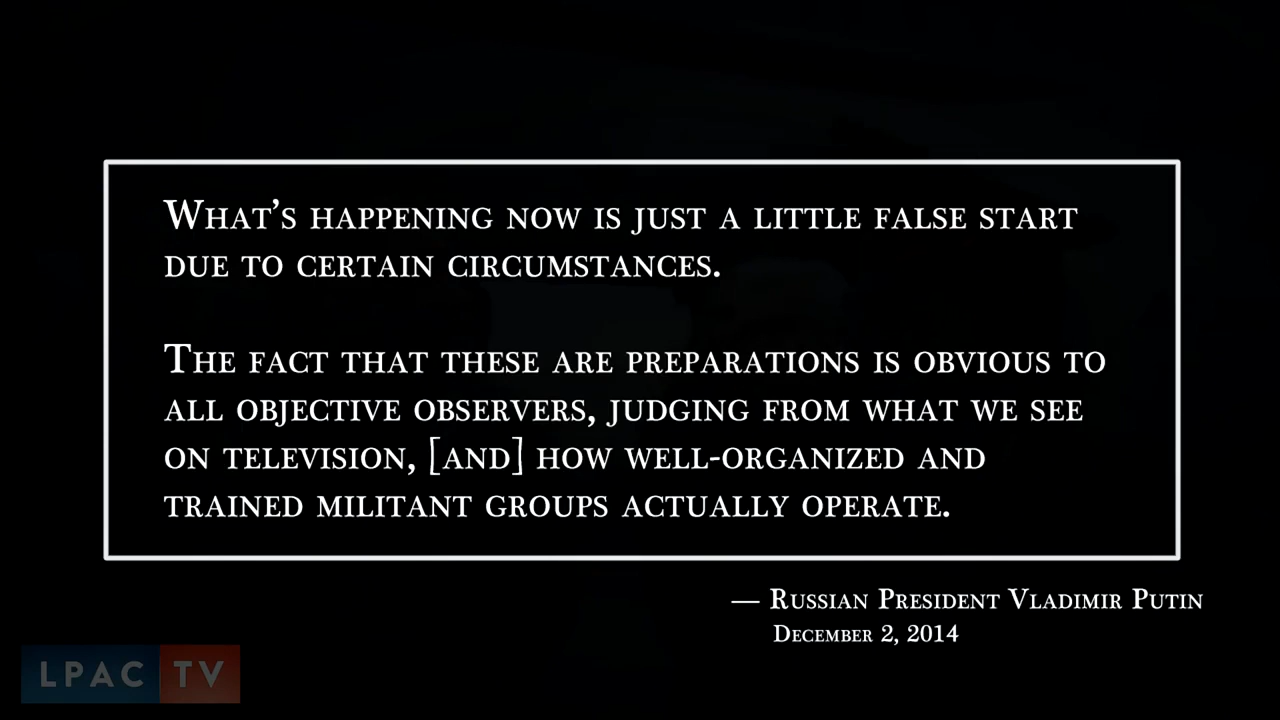 What's happening now is just a little false start
due to certain circumstances.
The fact that these are preparations is obvious to
all objective observers, judging from what we see
on television, [and] how well-organized and
trained militant groups actually operate.
— Russian President Vladimir Putin
December 2, 2014
LPAC TV